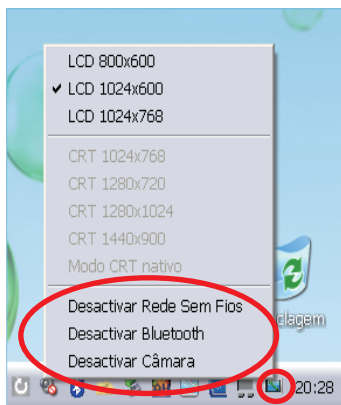 LCD 800x600
LCD 1024x600
LCD 1024x768
CRT 1024x768
CRT 1280x720
CRT 1280x1024
CRT 1440x900
Modo CRT nativo
Desactivar Rede Sem Fios
clagem
Desactivar Bluetooth
Desactivar Câmara
20:28